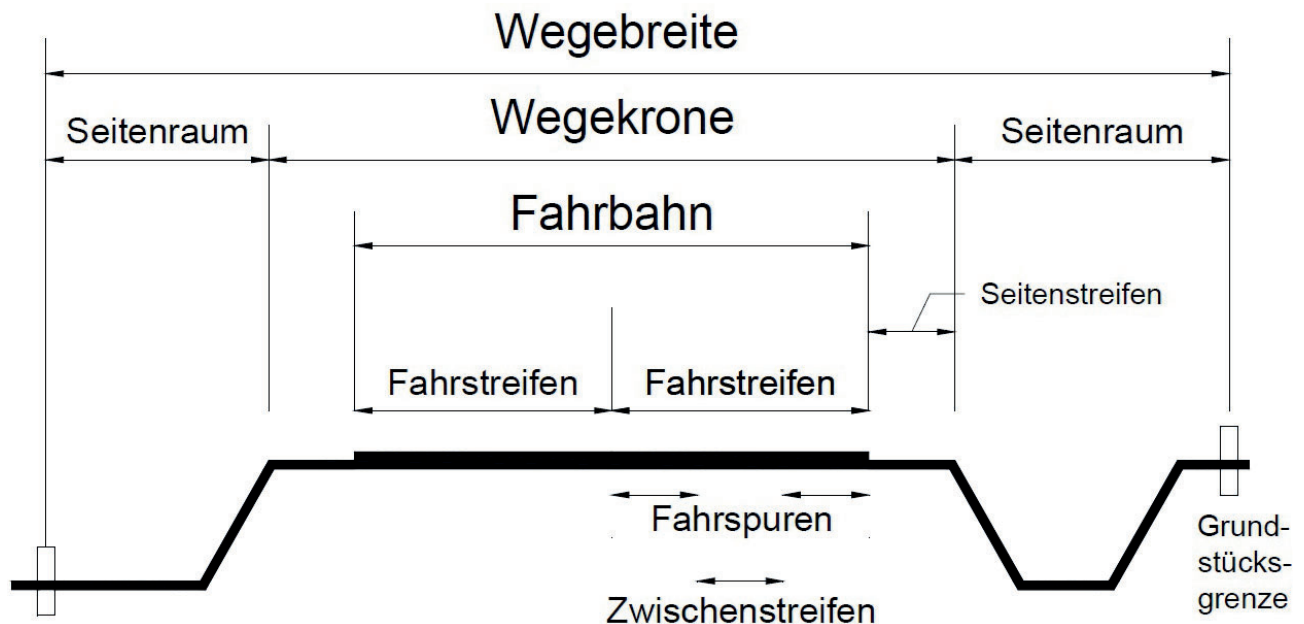 Wegebreite
Seitenraum
Wegekrone
Seitenraum
Fahrbahn
Seitenstreifen
Fahrstreifen
Fahrstreifen
Fahrspuren
Zwischenstreifen
Grund-
stücks-
grenze